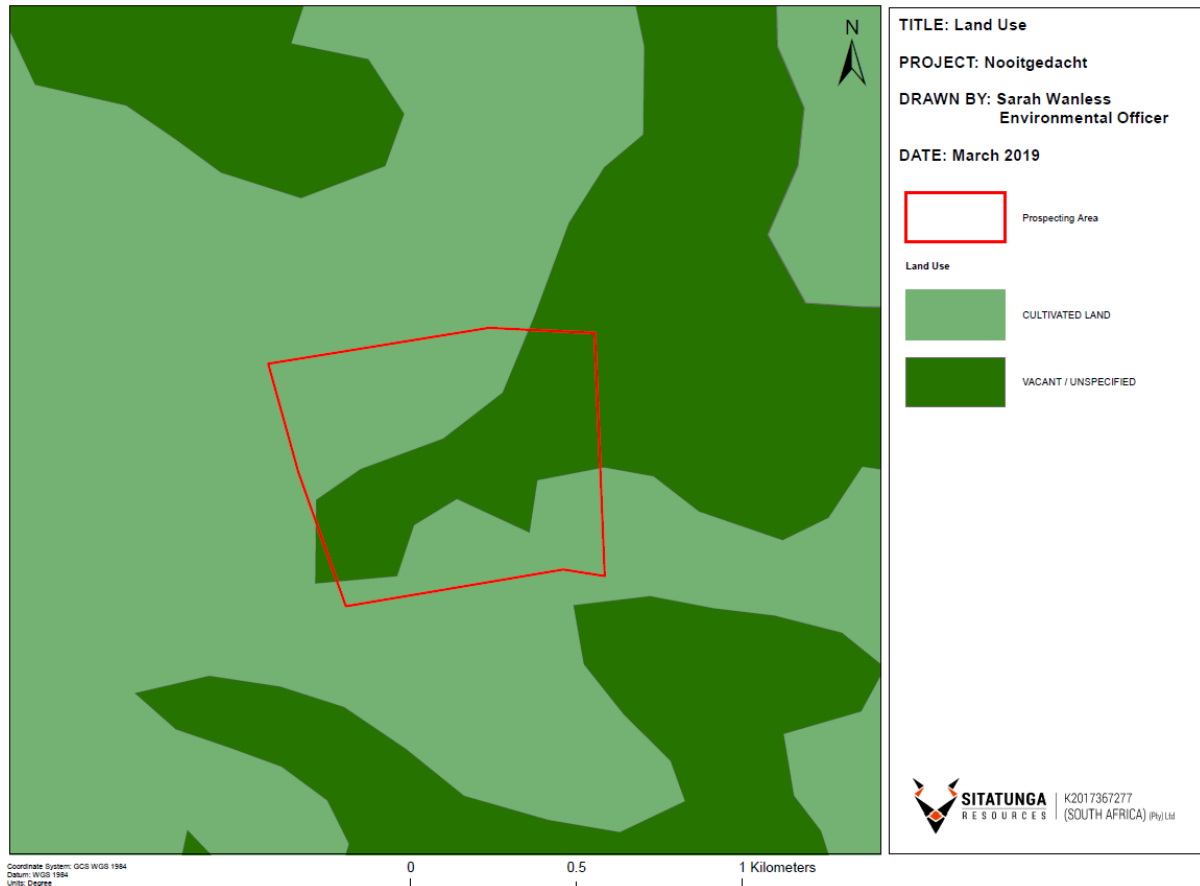 N
TITLE: Land Use
PROJECT: Nooitgedacht
DRAWN BY: Sarah Wanless
Environmental Officer
DATE: March 2019
Prospecting Area
Land Use
CULTIVATED LAND
VACANT / UNSPECIFIED
SITATUNGA
RESOURCES
K2017367277
(SOUTH AFRICA) (Pty) Ltd
Coordinate System: GCS WGS 1984
Datum: WGS 1984
Units: Degree
0 0.5 1 Kilometers